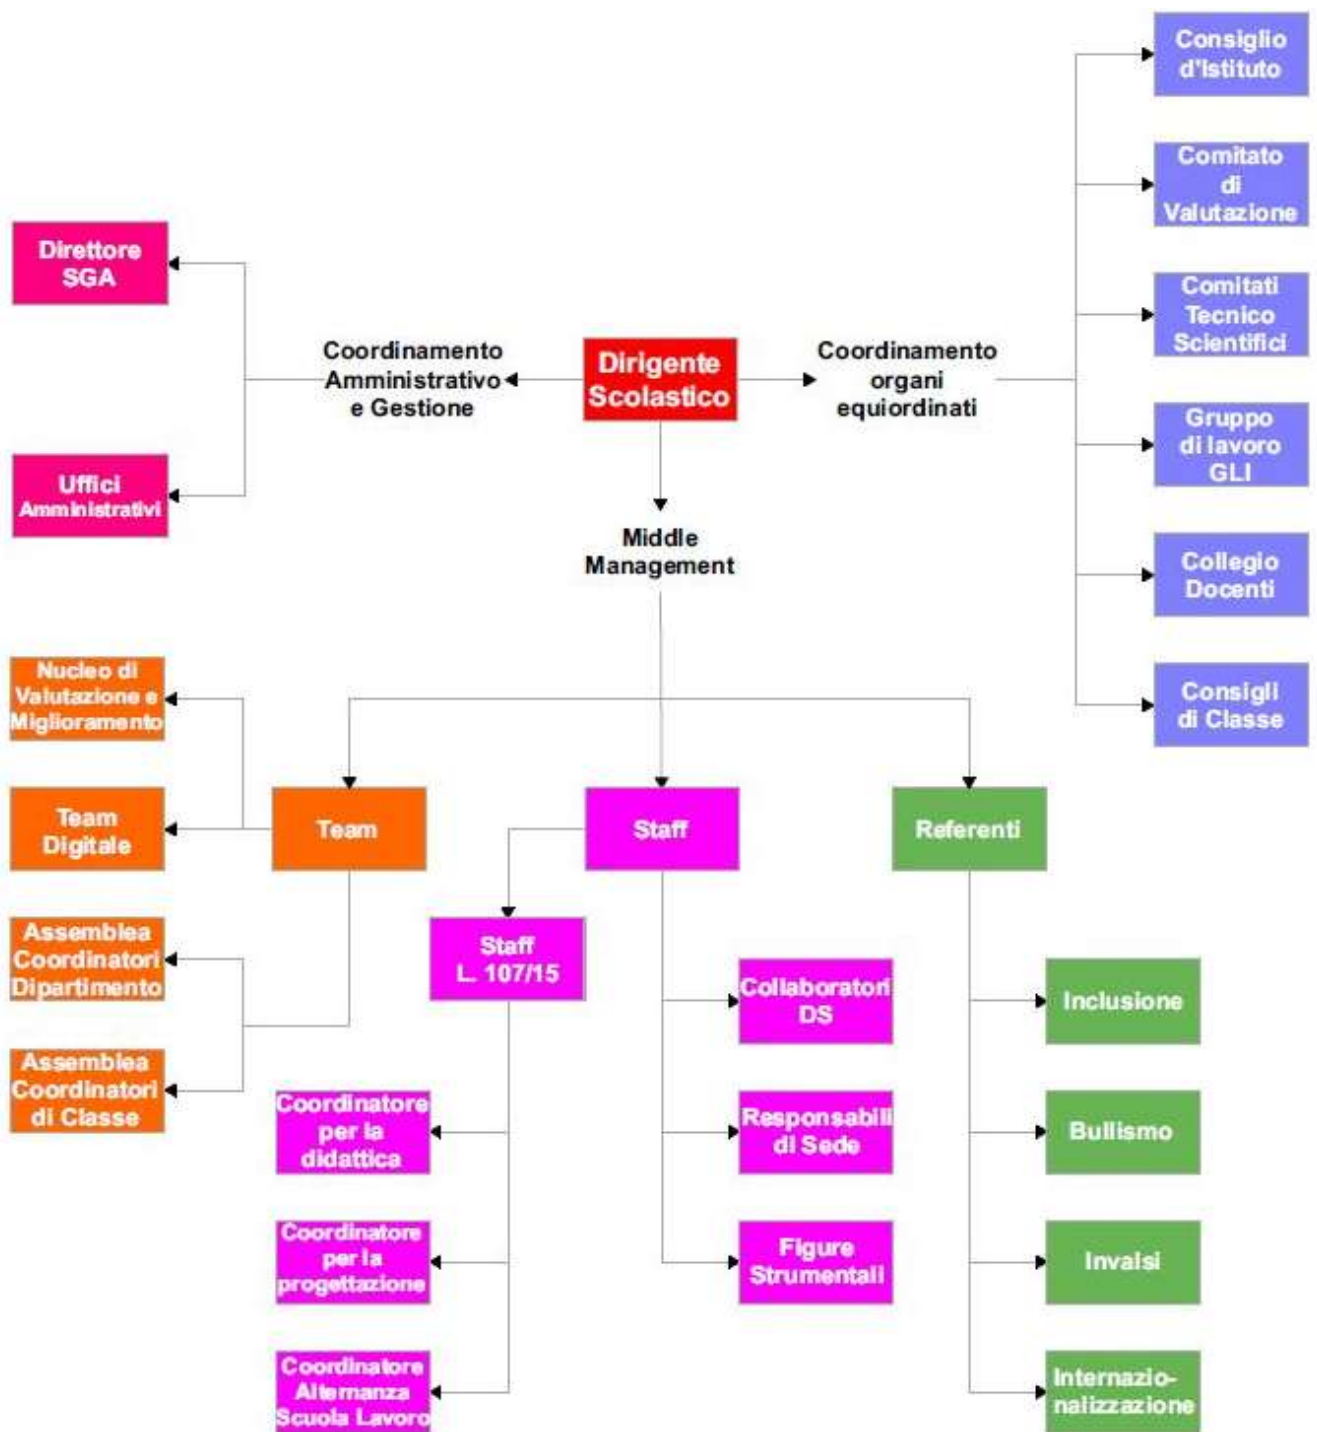 Consiglio
d'Istituto
Comitato
di
Valutazione
Direttore
SGA
Comitati
Tecnico
Scientifici
Coordinamento
Amministrativo
e Gestione
Dirigente
Scolastico
Coordinamento
organi
equiordinati
Gruppo
di lavoro
GLI
Uffici
Amministrativi
Middle
Management
Collegio
Docenti
Nucleo di
Valutazione e
Miglioramento
Consigli
di Classe
Team
Digitale
Team
Staff
Referenti
Assemblea
Coordinatori
Dipartimento
Staff
L. 107/15
Collaboratori
DS
Inclusione
Assemblea
Coordinatori
di Classe
Coordinatore
per la
didattica
Responsabili
di Sede
Bullismo
Coordinatore
per la
progettazione
Figure
Strumentali
Invalsi
Coordinatore
Alternanza
Scuola Lavoro
Internazio-
nalizzazione